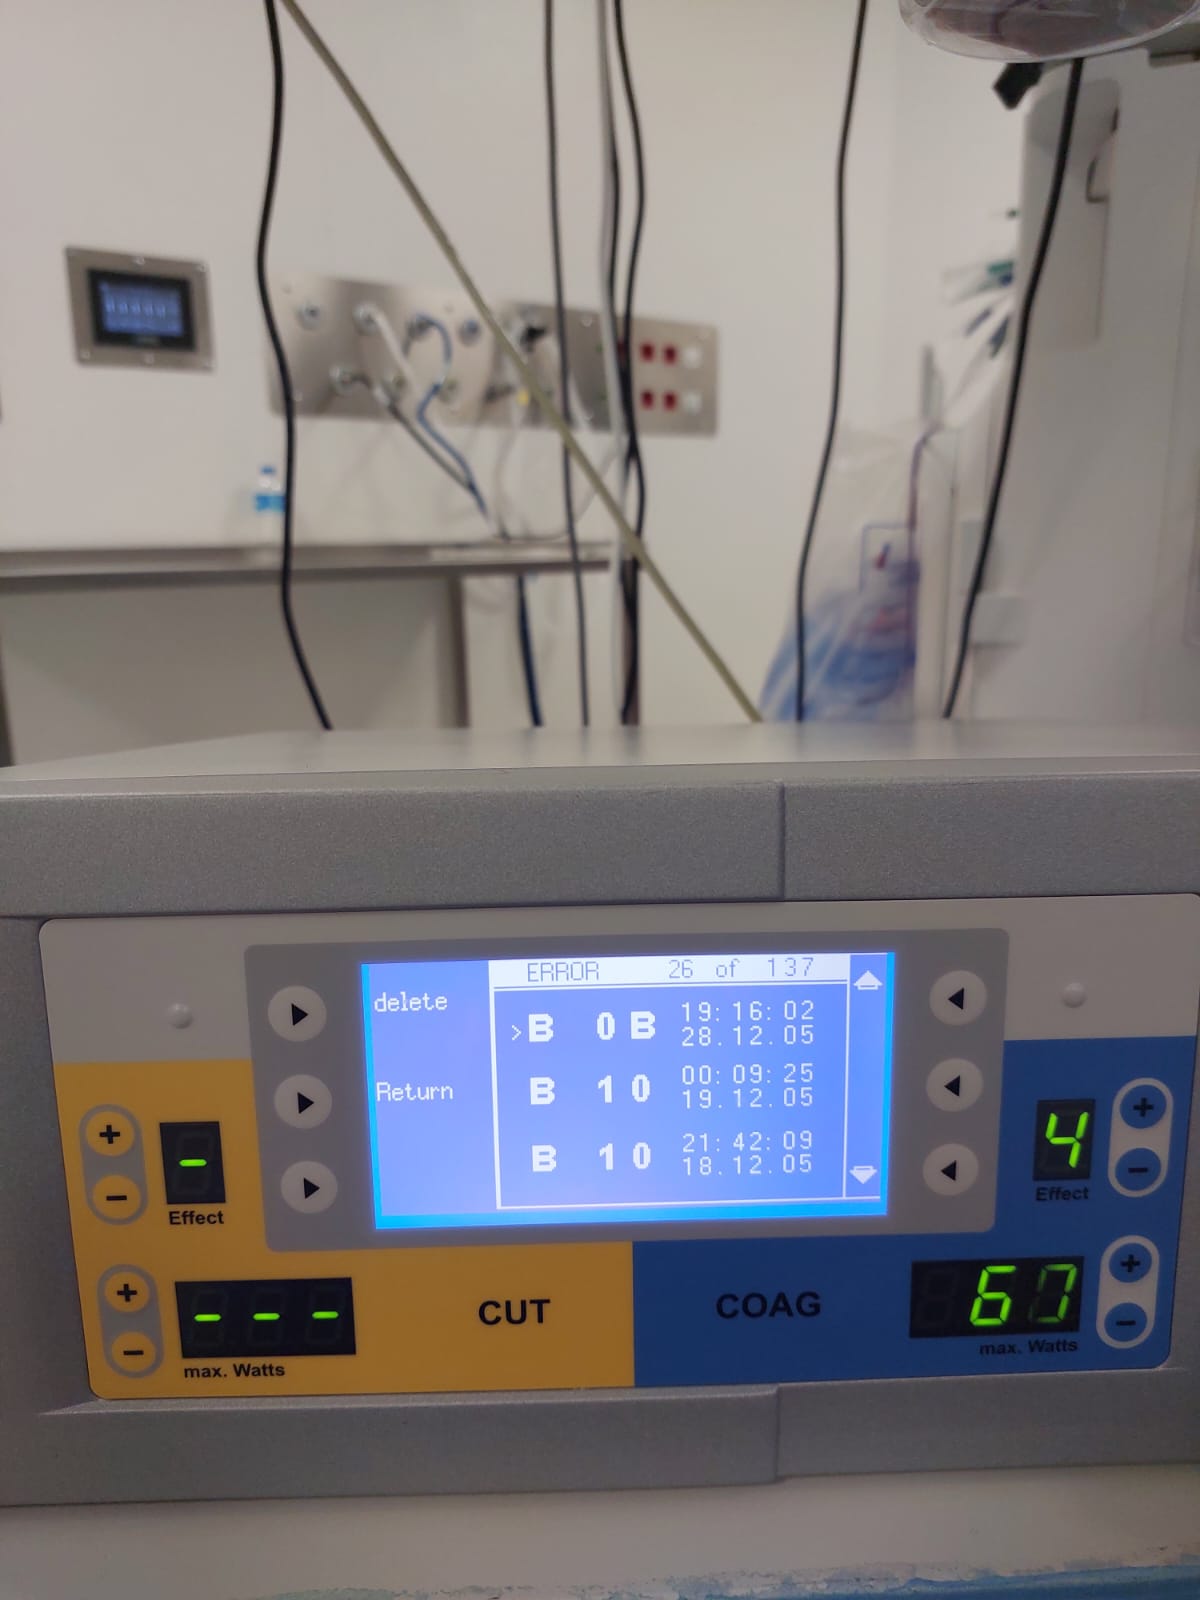 ERROR 26 of 137
delete
>B 0B 19:16:02
28.12.05
Return
B 10 00:09:25
19.12.05
B 10 21:42:09
18.12.05
+
-
-
Effect
4
+
-
Effect
+
-
- - -
max. Watts
CUT
COAG
67
+
-
max. Watts